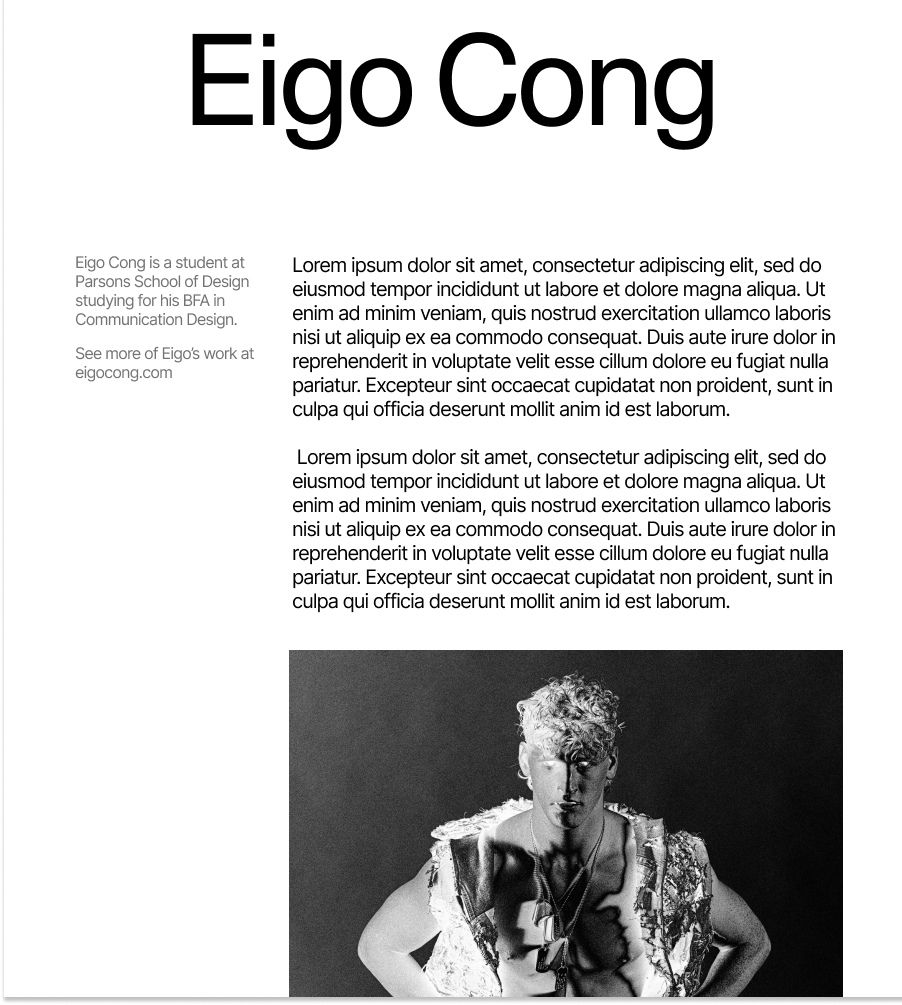 Eigo Cong
Eigo Cong is a student at
Parsons School of Design
studying for his BFA in
Communication Design.
See more of Eigo’s work at
eigocong.com
Lorem ipsum dolor sit amet, consectetur adipiscing elit, sed do
eiusmod tempor incididunt ut labore et dolore magna aliqua. Ut
enim ad minim veniam, quis nostrud exercitation ullamco laboris
nisi ut aliquip ex ea commodo consequat. Duis aute irure dolor in
reprehenderit in voluptate velit esse cillum dolore eu fugiat nulla
pariatur. Excepteur sint occaecat cupidatat non proident, sunt in
culpa qui officia deserunt mollit anim id est laborum.
Lorem ipsum dolor sit amet, consectetur adipiscing elit, sed do
eiusmod tempor incididunt ut labore et dolore magna aliqua. Ut
enim ad minim veniam, quis nostrud exercitation ullamco laboris
nisi ut aliquip ex ea commodo consequat. Duis aute irure dolor in
reprehenderit in voluptate velit esse cillum dolore eu fugiat nulla
pariatur. Excepteur sint occaecat cupidatat non proident, sunt in
culpa qui officia deserunt mollit anim id est laborum.